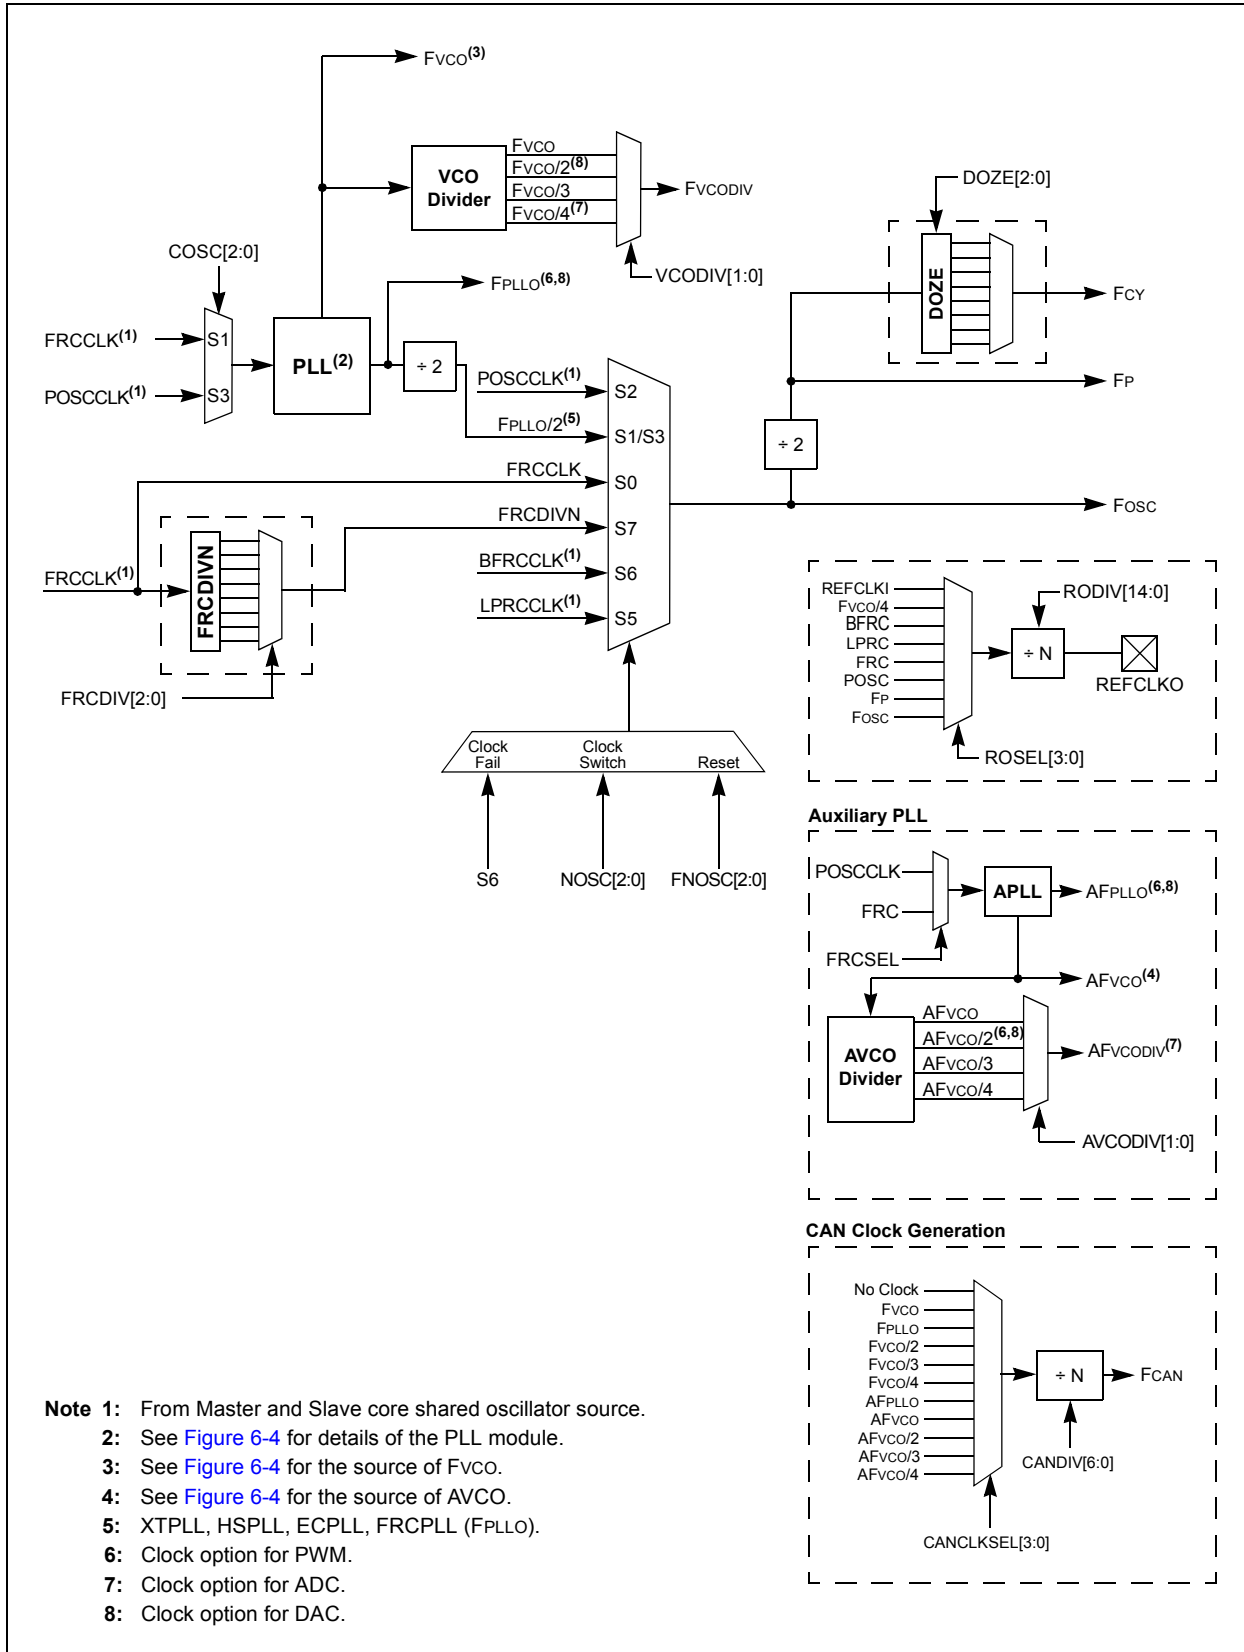 FVCO(3)
VCO Divider
FVCO
FVCO/2(8)
FVCO/3
FVCO/4(7)
FVCODIV
VCODIV[1:0]
DOZE[2:0]
DOZE
FCY
COSC[2:0]
FPLLO(6,8)
FRCCLK(1)
S1
POSCCLK(1)
S3
PLL(2)
÷ 2
POSCCLK(1)
S2
FPLLO/2(5)
S1/S3
FRCCLK
S0
FRCDIVN
S7
BFRCCLK(1)
S6
LPRCCLK(1)
S5
FP
÷ 2
FOSC
FRCCLK(1)
FRCDIVN
FRCDIV[2:0]
Clock Fail
Clock Switch
Reset
S6
NOSC[2:0]
FNOSC[2:0]
REFCLKI
FVCO/4
BFRC
LPRC
FRC
POSC
FP
FOSC
RODIV[14:0]
÷ N
REFCLKO
ROSEL[3:0]
Auxiliary PLL
POSCCLK
FRC
FRCSEL
APLL
AFPLLO(6,8)
AFVCO(4)
AVCO Divider
AFVCO
AFVCO/2(6,8)
AFVCO/3
AFVCO/4
AFVCODIV(7)
AVCODIV[1:0]
CAN Clock Generation
No Clock
FVCO
FPLLO
FVCO/2
FVCO/3
FVCO/4
AFPLLO
AFVCO
AFVCO/2
AFVCO/3
AFVCO/4
÷ N
FCAN
CANDIV[6:0]
CANCLKSEL[3:0]
Note 1: From Master and Slave core shared oscillator source.
2: See Figure 6-4 for details of the PLL module.
3: See Figure 6-4 for the source of FVCO.
4: See Figure 6-4 for the source of AVCO.
5: XTPLL, HSPLL, ECPLL, FRCPLL (FPLLO).
6: Clock option for PWM.
7: Clock option for ADC.
8: Clock option for DAC.